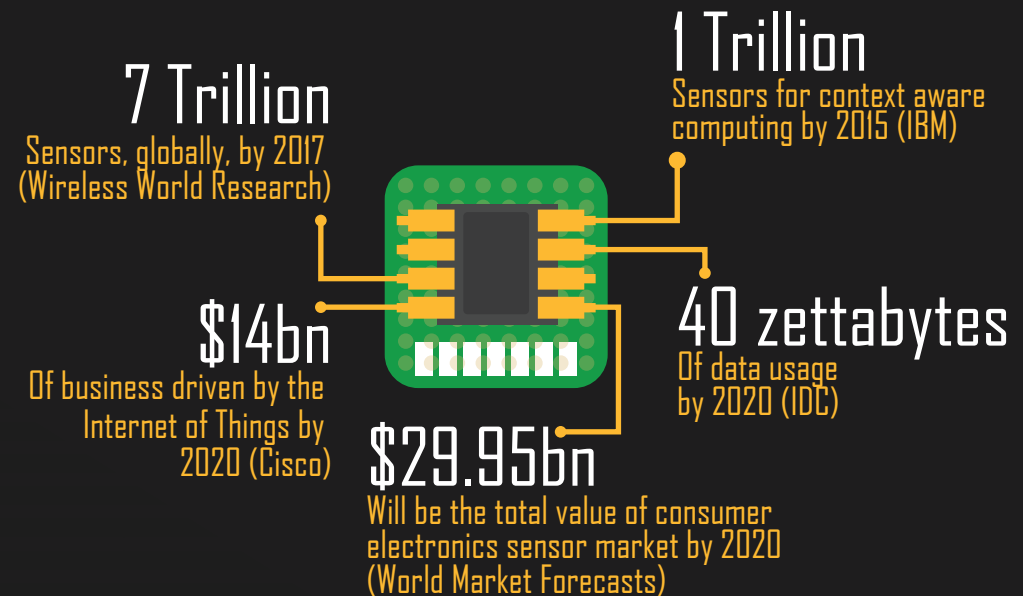 7 Trillion
Sensors, globally, by 2017
(Wireless World Research)
1 Trillion
Sensors for context aware
computing by 2015 (IBM)
$14bn
Of business driven by the
Internet of Things by
2020 (Cisco)
40 zettabytes
Of data usage
by 2020 (IDC)
$29.95bn
Will be the total value of consumer
electronics sensor market by 2020
(World Market Forecasts)